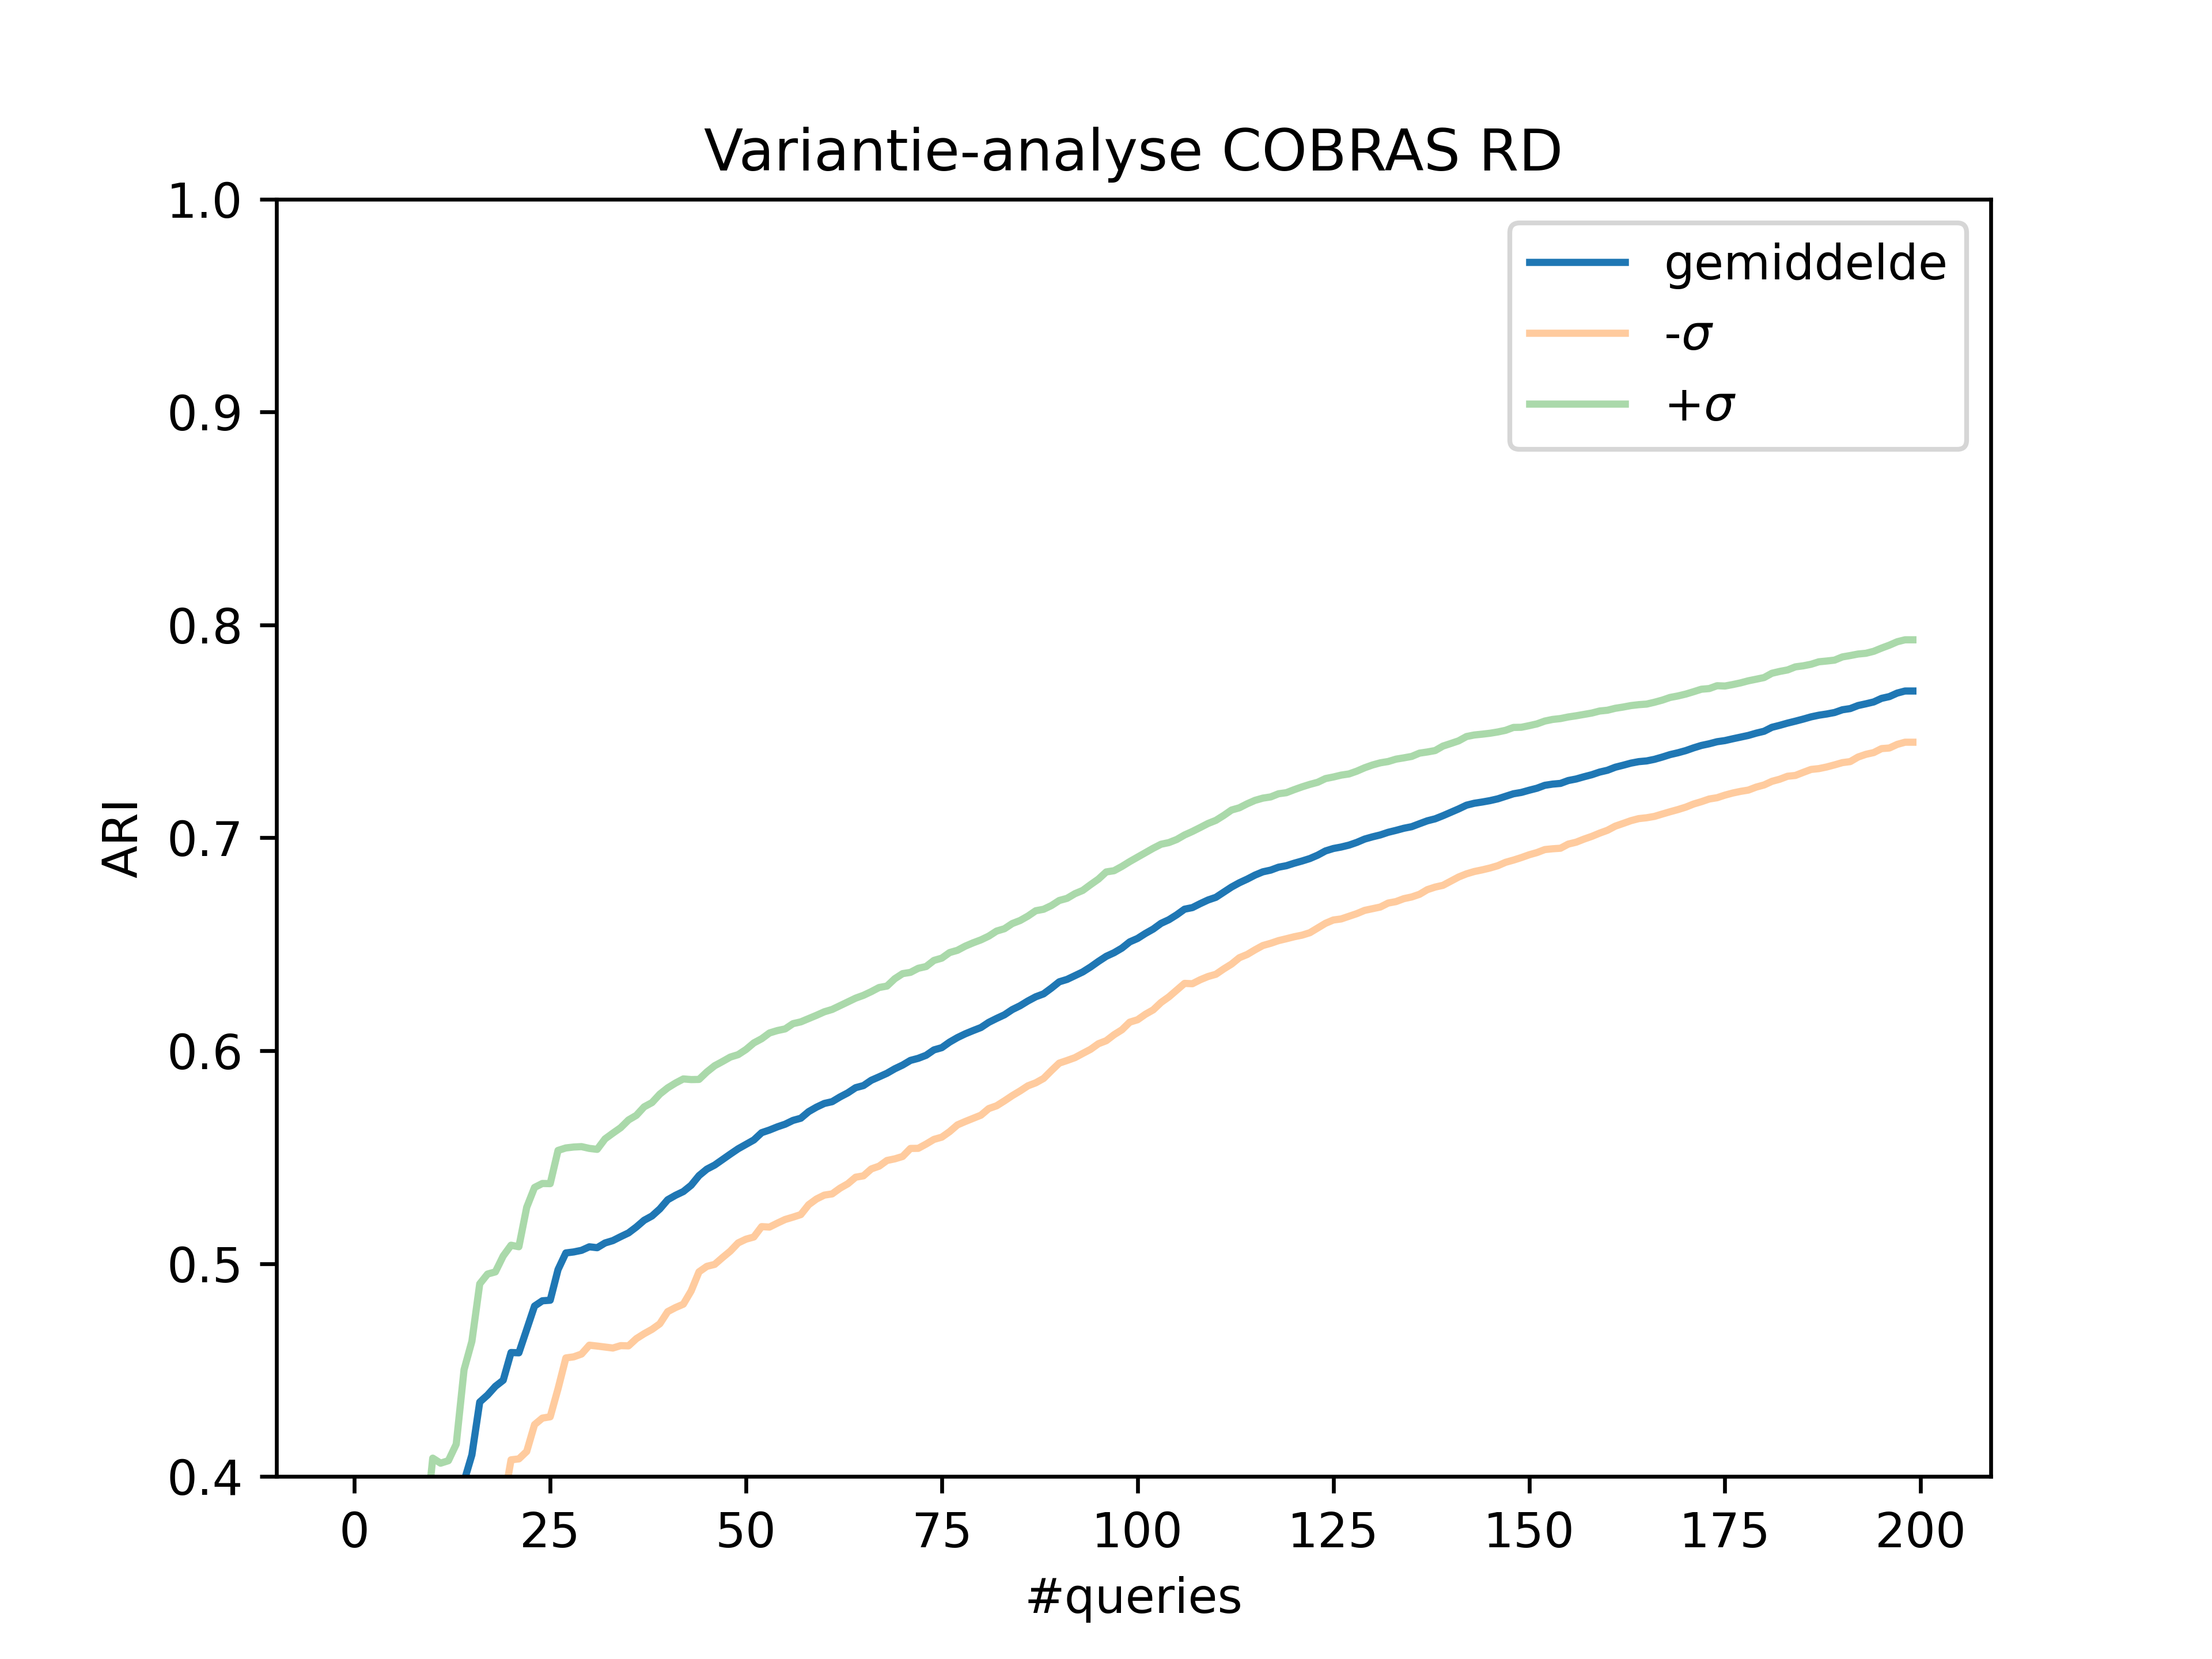 Variantie-analyse COBRAS RD
1.0
0.9
0.8
0.7
0.6
0.5
0.4
ARI
gemiddelde
-σ
+σ
0 25 50 75 100 125 150 175 200
#queries